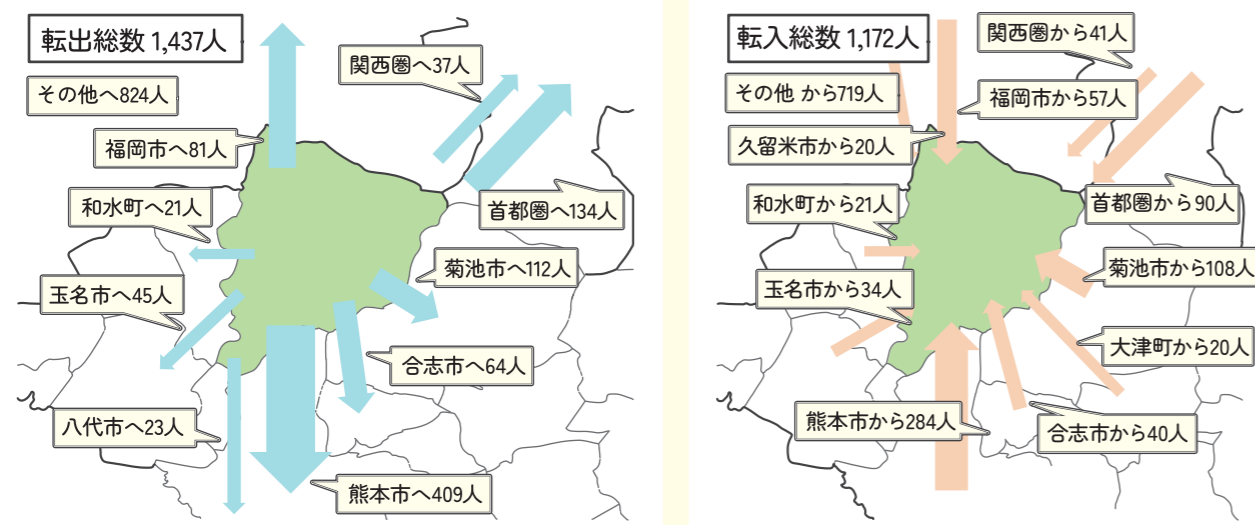 転出総数 1,437人
関西圏へ37人
その他へ824人
福岡市へ81人
和水町へ21人
首都圏へ134人
菊池市へ112人
玉名市へ45人
合志市へ64人
八代市へ23人
熊本市へ409人
転入総数 1,172人
関西圏から41人
その他 から719人
福岡市から57人
久留米市から20人
和水町から21人
首都圏から90人
菊池市から108人
玉名市から34人
大津町から20人
熊本市から284人
合志市から40人